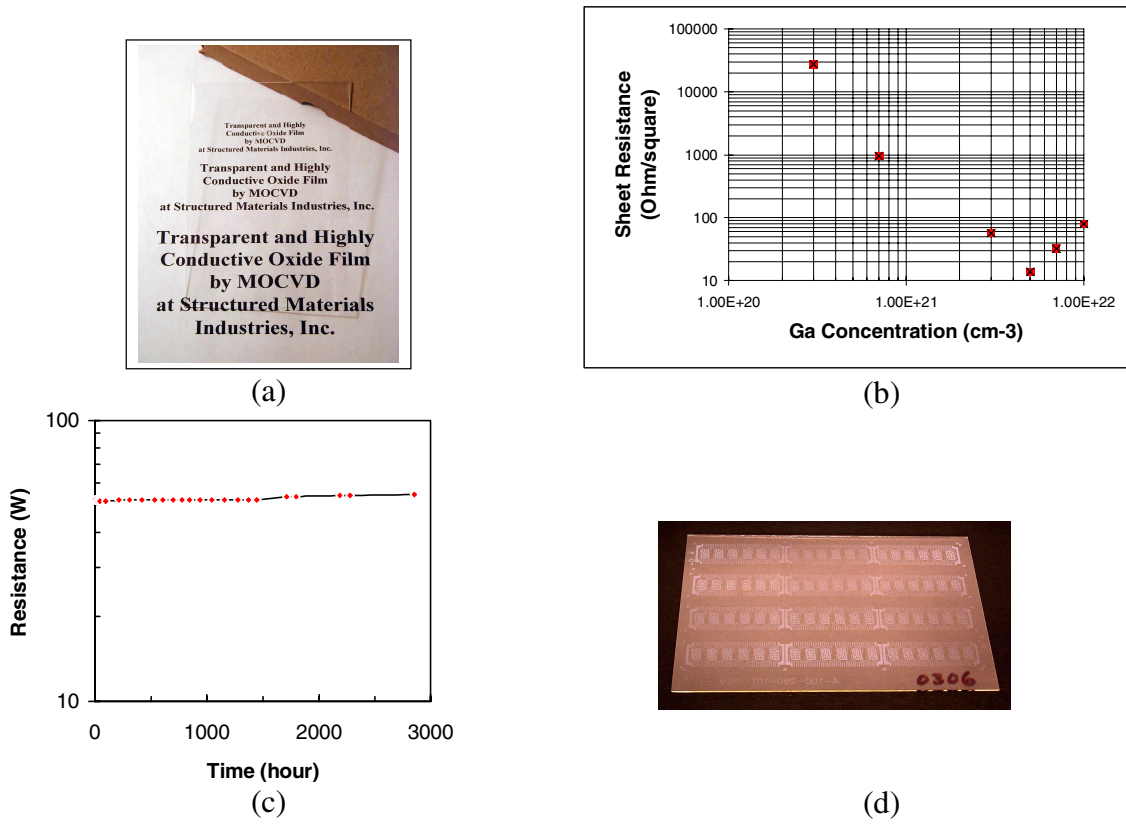 Transparent and Highly
Conductive Oxide Film
by MOCVD
at Structured Materials Industries, Inc.
Transparent and Highly
Conductive Oxide Film
by MOCVD
at Structured Materials Industries, Inc.
Transparent and Highly
Conductive Oxide Film
by MOCVD
at Structured Materials
Industries, Inc.
(a)
100000
10000
1000
100
10
1.00E+20
1.00E+21
1.00E+22
Sheet Resistance
(Ohm/square)
Ga Concentration (cm-3)
(b)
100
10
Resistance (W)
0
1000
2000
3000
Time (hour)
(c)
0306
(d)